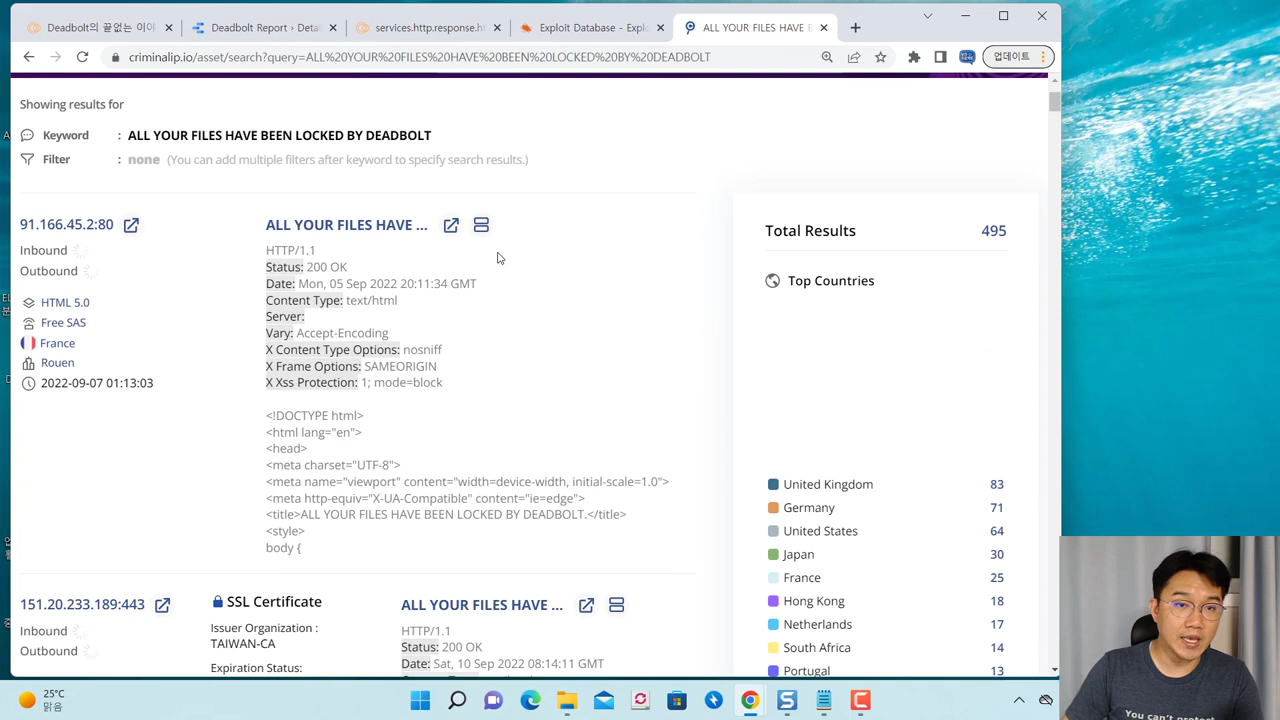 Deadbolt의 끝없는 이야
Deadbolt Report › Detai
services.http.response.ht
Exploit Database - Explo
ALL YOUR FILES HAVE B
criminalip.io/asset/search?query=ALL%20YOUR%20FILES%20HAVE%20BEEN%20LOCKED%20BY%20DEADBOLT
업데이트
Showing results for
Keyword : ALL YOUR FILES HAVE BEEN LOCKED BY DEADBOLT
Filter : none (You can add multiple filters after keyword to specify search results.)
91.166.45.2:80
Inbound
Outbound
HTML 5.0
Free SAS
France
Rouen
2022-09-07 01:13:03
ALL YOUR FILES HAVE ...
HTTP/1.1
Status: 200 OK
Date: Mon, 05 Sep 2022 20:11:34 GMT
Content Type: text/html
Server:
Vary: Accept-Encoding
X Content Type Options: nosniff
X Frame Options: SAMEORIGIN
X Xss Protection: 1; mode=block
<!DOCTYPE html>
<html lang="en">
<head>
<meta charset="UTF-8">
<meta name="viewport" content="width=device-width, initial-scale=1.0">
<meta http-equiv="X-UA-Compatible" content="ie=edge">
<title>ALL YOUR FILES HAVE BEEN LOCKED BY DEADBOLT.</title>
<style>
body {
Total Results 495
Top Countries
United Kingdom 83
Germany 71
United States 64
Japan 30
France 25
Hong Kong 18
Netherlands 17
South Africa 14
Portugal 13
151.20.233.189:443
Inbound
Outbound
SSL Certificate
Issuer Organization :
TAIWAN-CA
Expiration Status:
ALL YOUR FILES HAVE ...
HTTP/1.1
Status: 200 OK
Date: Sat, 10 Sep 2022 08:14:11 GMT
25°C
맑음
You can't protect